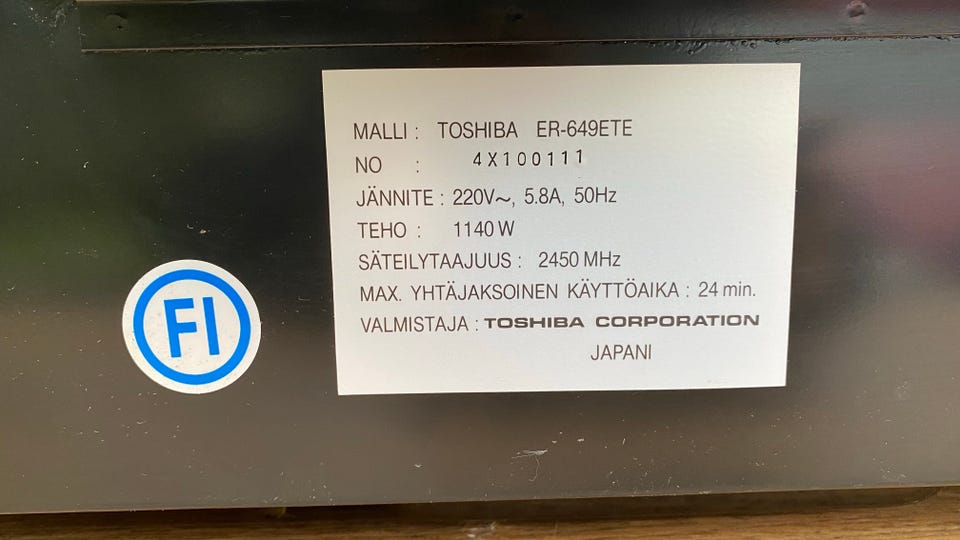 MALLI : TOSHIBA ER-649ETE
NO : 4X100111
JÄNNITE : 220V~, 5.8A, 50Hz
TEHO : 1140 W
SÄTEILYTAAJUUS : 2450 MHz
MAX. YHTÄJAKSOINEN KÄYTTÖAIKA : 24 min.
VALMISTAJA : TOSHIBA CORPORATION
JAPANI
FI